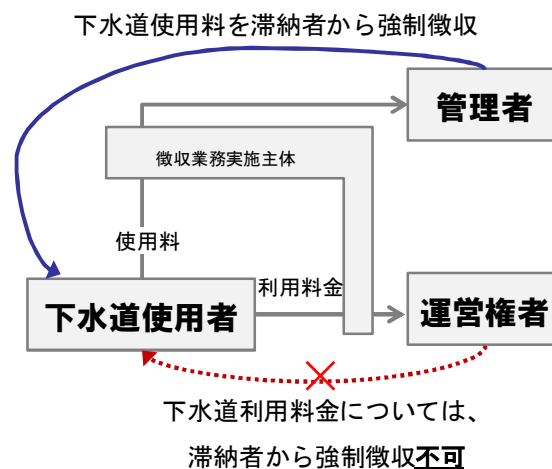 下水道使用料を滞納者から強制徴収
管理者
徴収業務実施主体
使用料
利用料金
下水道使用者
運営権者
下水道利用料金については、
滞納者から強制徴収不可